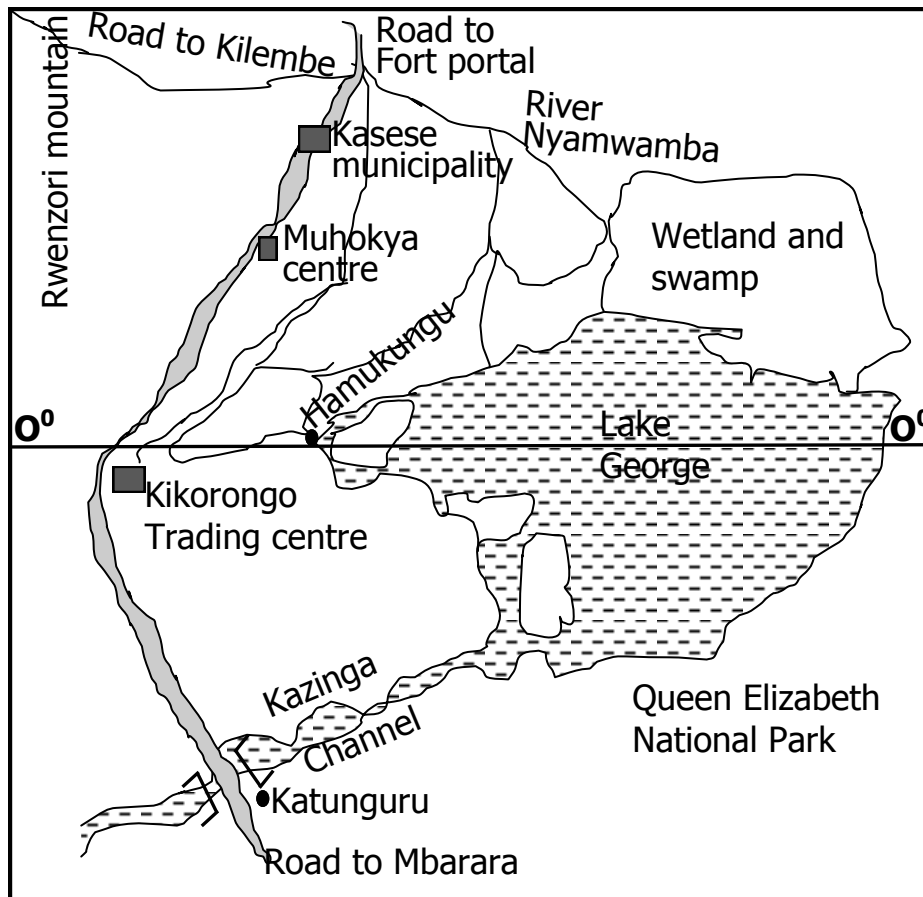 Road to Kilembe
Road to
Fort portal
Rwenzori mountain
River
Nyamwamba
Kasese
municipality
Muhokya
centre
Wetland and
swamp
Hamukungu
O⁰
O⁰
Lake
George
Kikorongo
Trading centre
Kazinga
Channel
Queen Elizabeth
National Park
Katunguru
Road to Mbarara